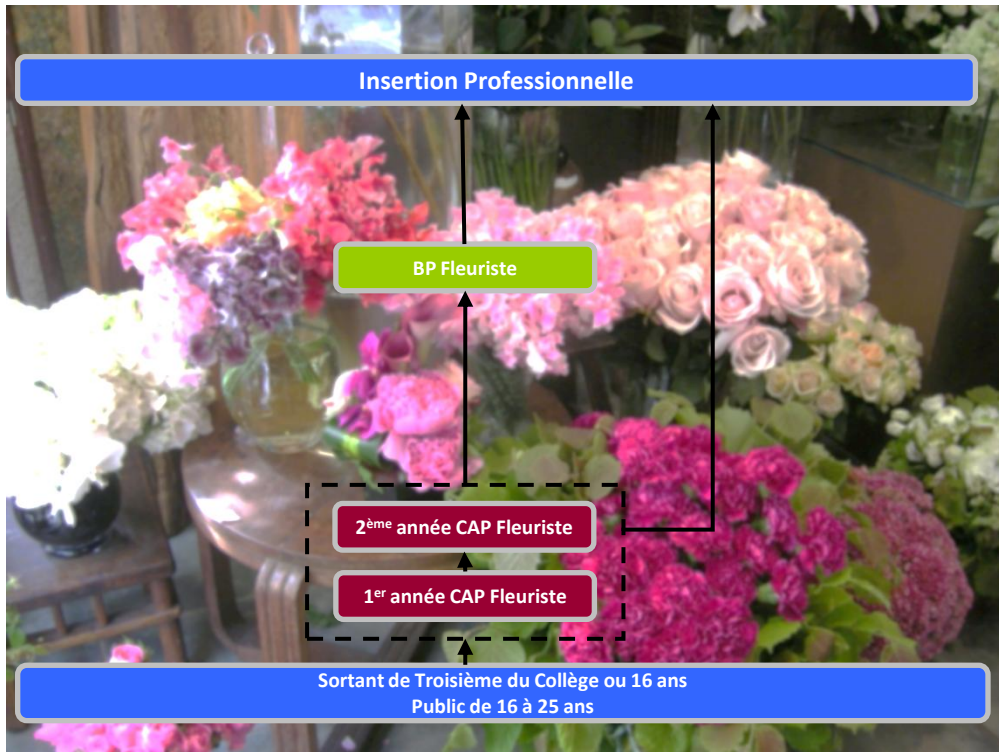 Insertion Professionnelle
BP Fleuriste
2ème année CAP Fleuriste
1er année CAP Fleuriste
Sortant de Troisième du Collège ou 16 ans
Public de 16 à 25 ans